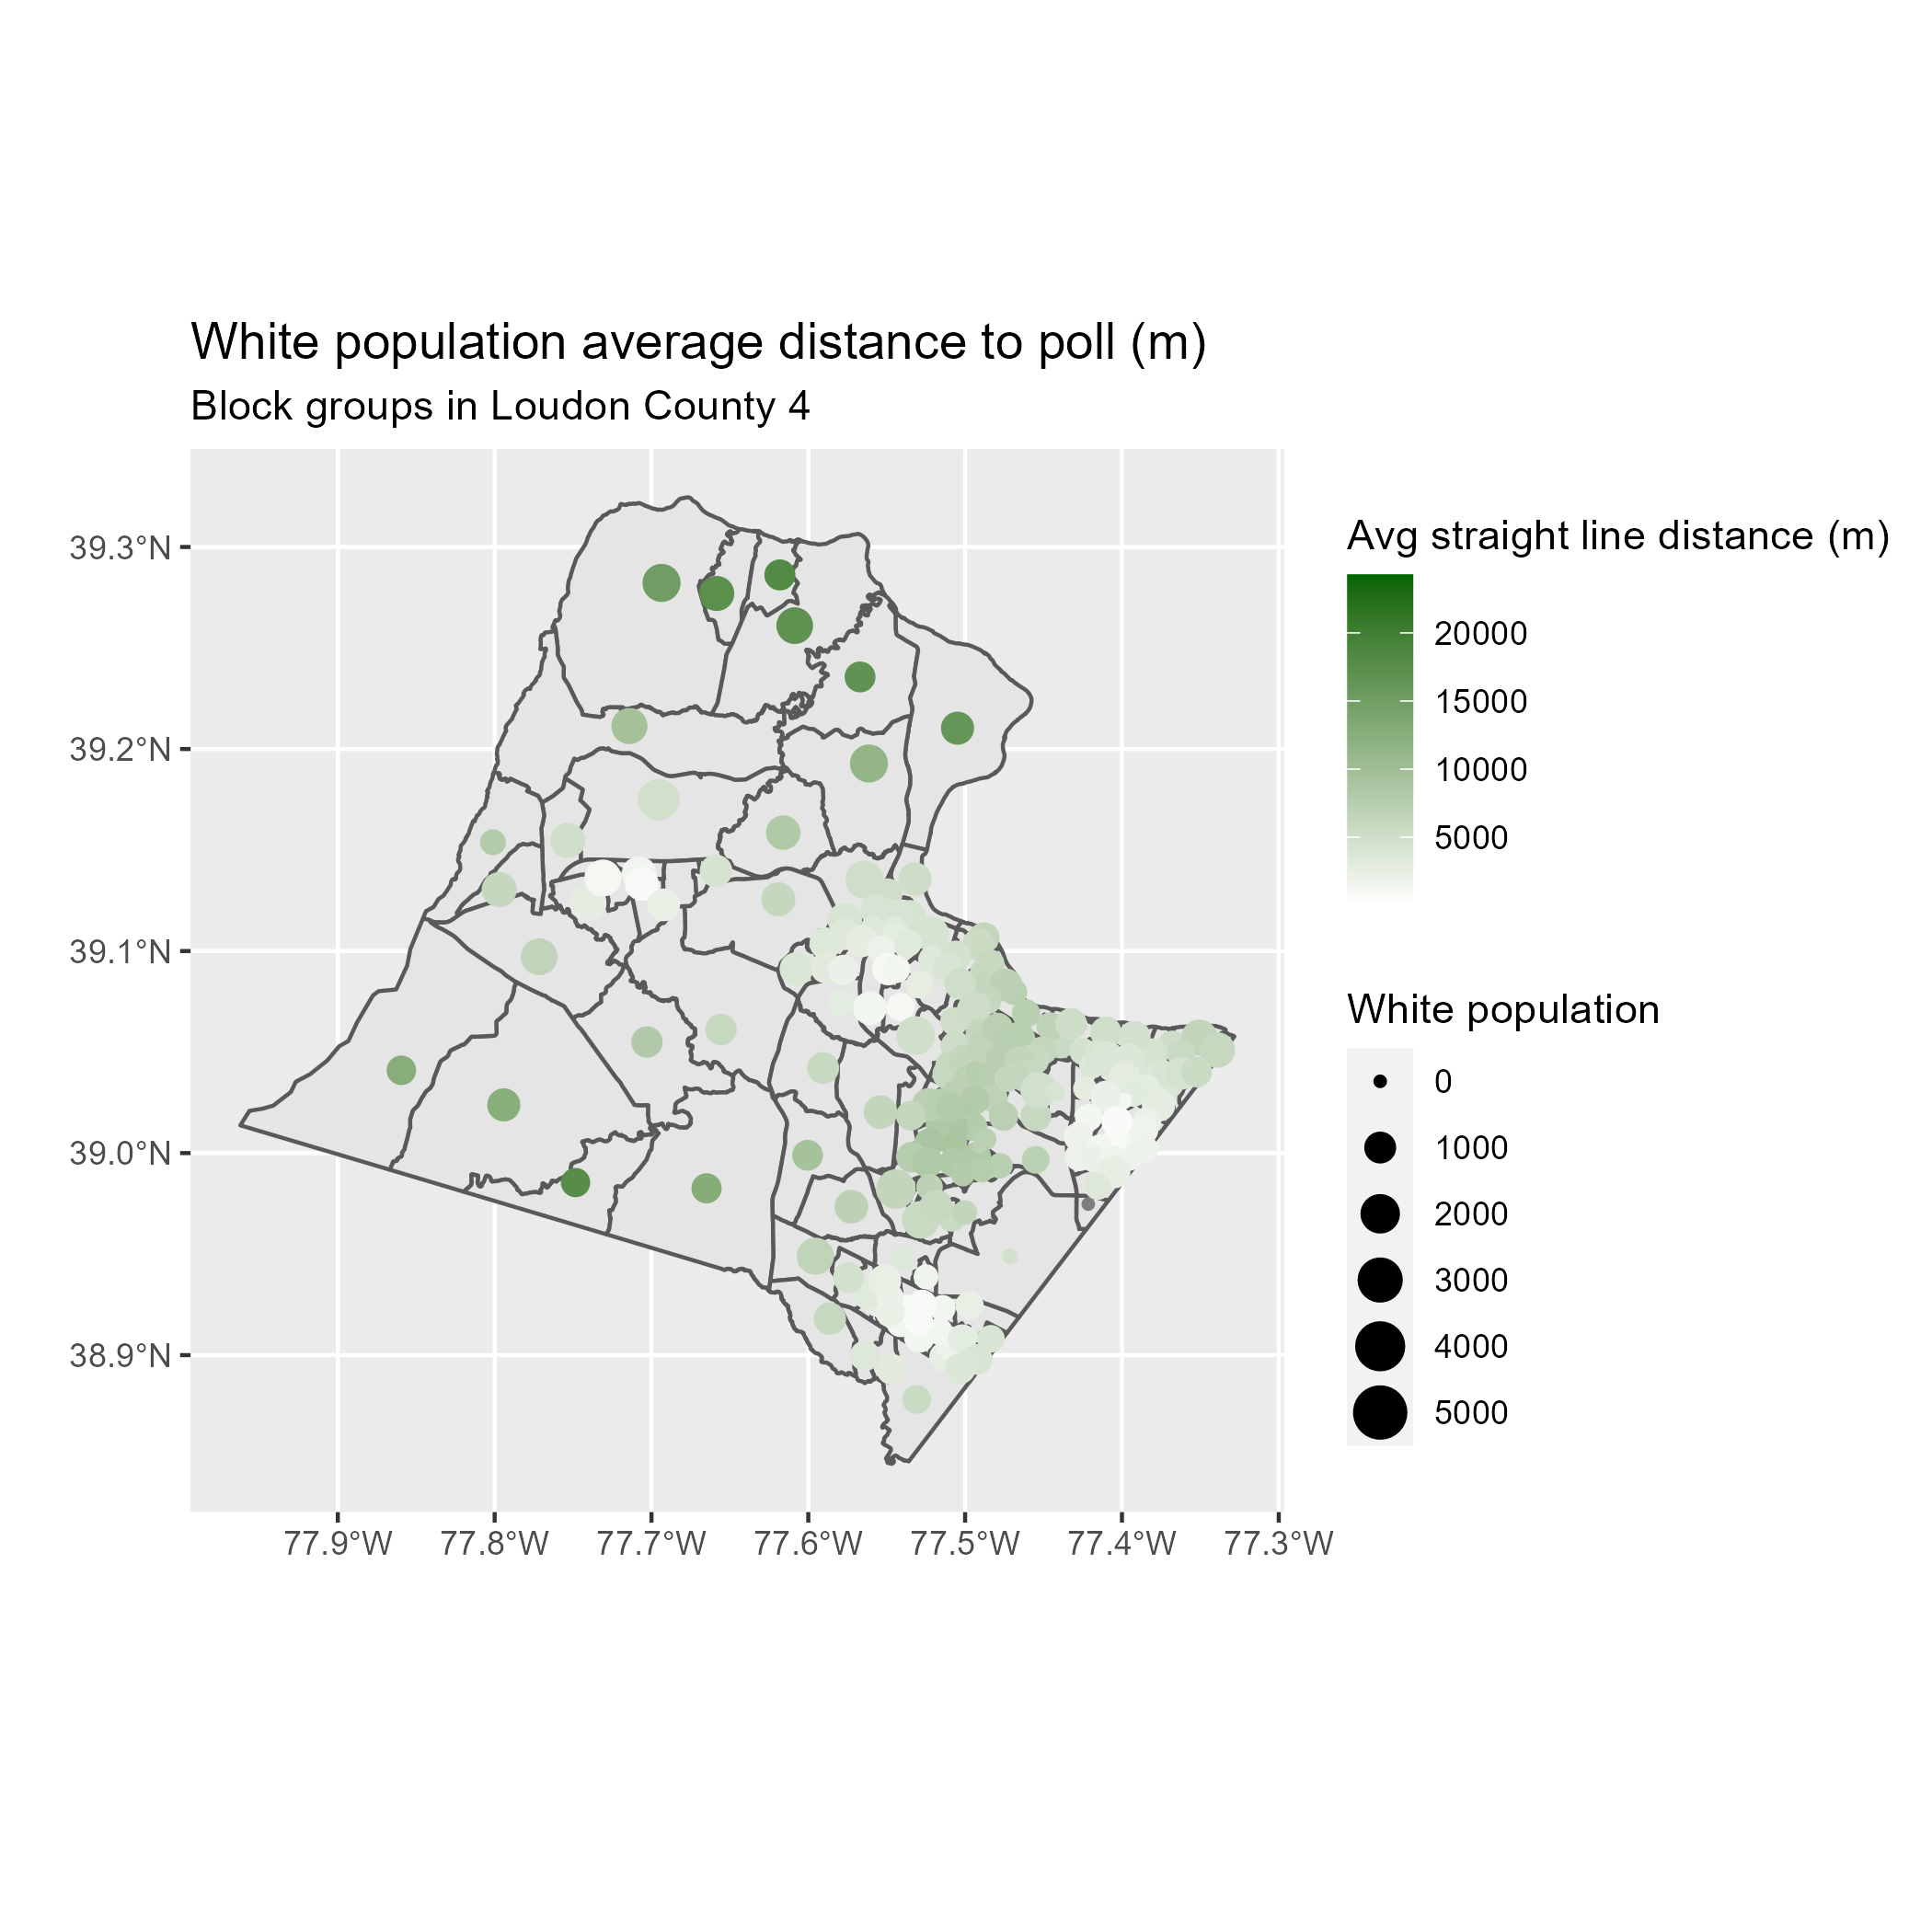 White population average distance to poll (m)
Block groups in Loudon County 4
39.3°N
39.2°N
39.1°N
39.0°N
38.9°N
77.9°W
77.8°W
77.7°W
77.6°W
77.5°W
77.4°W
77.3°W
Avg straight line distance (m)
20000
15000
10000
5000
White population
0
1000
2000
3000
4000
5000